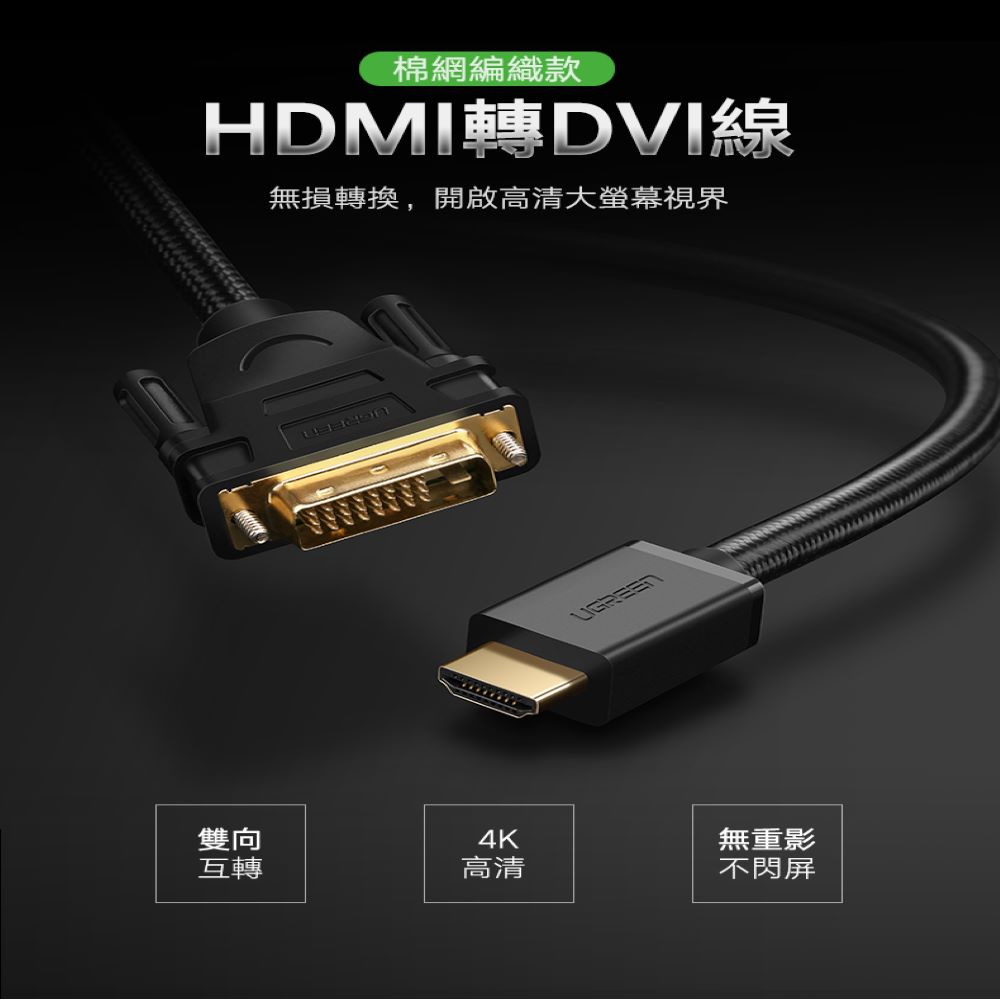 棉網編織款
HDMI轉DVI線
無損轉換，開啟高清大螢幕視界
UGREEN
UGREEN
雙向
互轉
4K
高清
無重影
不閃屏